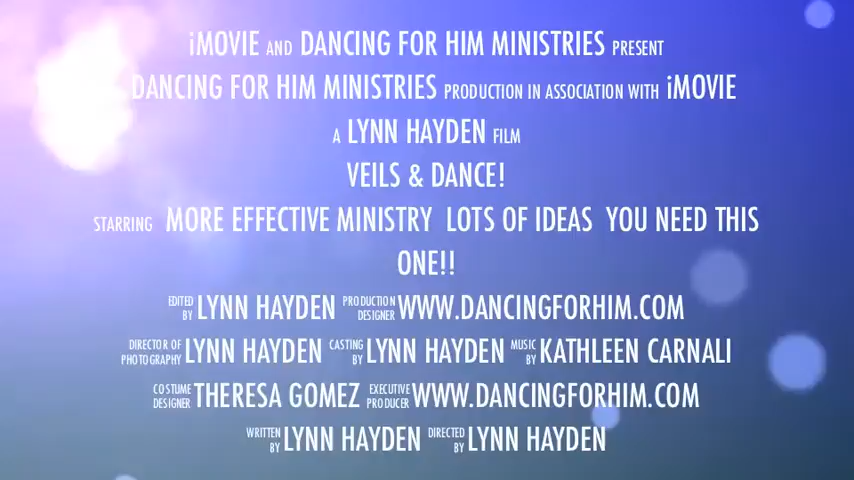 iMOVIE AND DANCING FOR HIM MINISTRIES PRESENT
DANCING FOR HIM MINISTRIES PRODUCTION IN ASSOCIATION WITH iMOVIE
A LYNN HAYDEN FILM
VEILS & DANCE!
STARRING MORE EFFECTIVE MINISTRY LOTS OF IDEAS YOU NEED THIS
ONE!!
EDITED BY LYNN HAYDEN PRODUCTION DESIGNER WWW.DANCINGFORHIM.COM
DIRECTOR OF PHOTOGRAPHY LYNN HAYDEN CASTING BY LYNN HAYDEN MUSIC BY KATHLEEN CARNALI
COSTUME DESIGNER THERESA GOMEZ EXECUTIVE PRODUCER WWW.DANCINGFORHIM.COM
WRITTEN BY LYNN HAYDEN DIRECTED BY LYNN HAYDEN